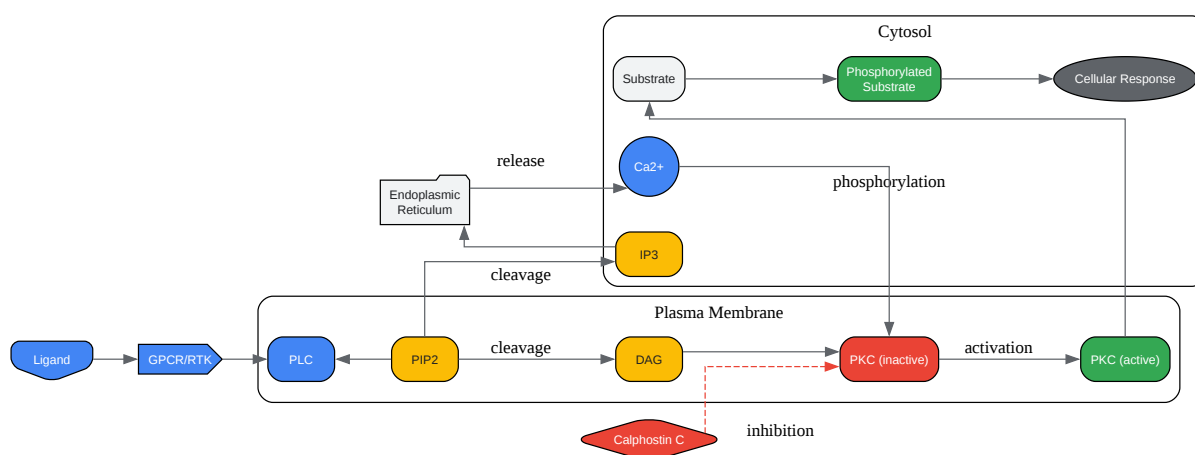 Cytosol
Substrate
Phosphorylated
Substrate
Cellular Response
release
Ca2+
phosphorylation
Endoplasmic
Reticulum
IP3
cleavage
Plasma Membrane
Ligand
GPCR/RTK
PLC
PIP2
cleavage
DAG
PKC (inactive)
activation
PKC (active)
Calphostin C
inhibition